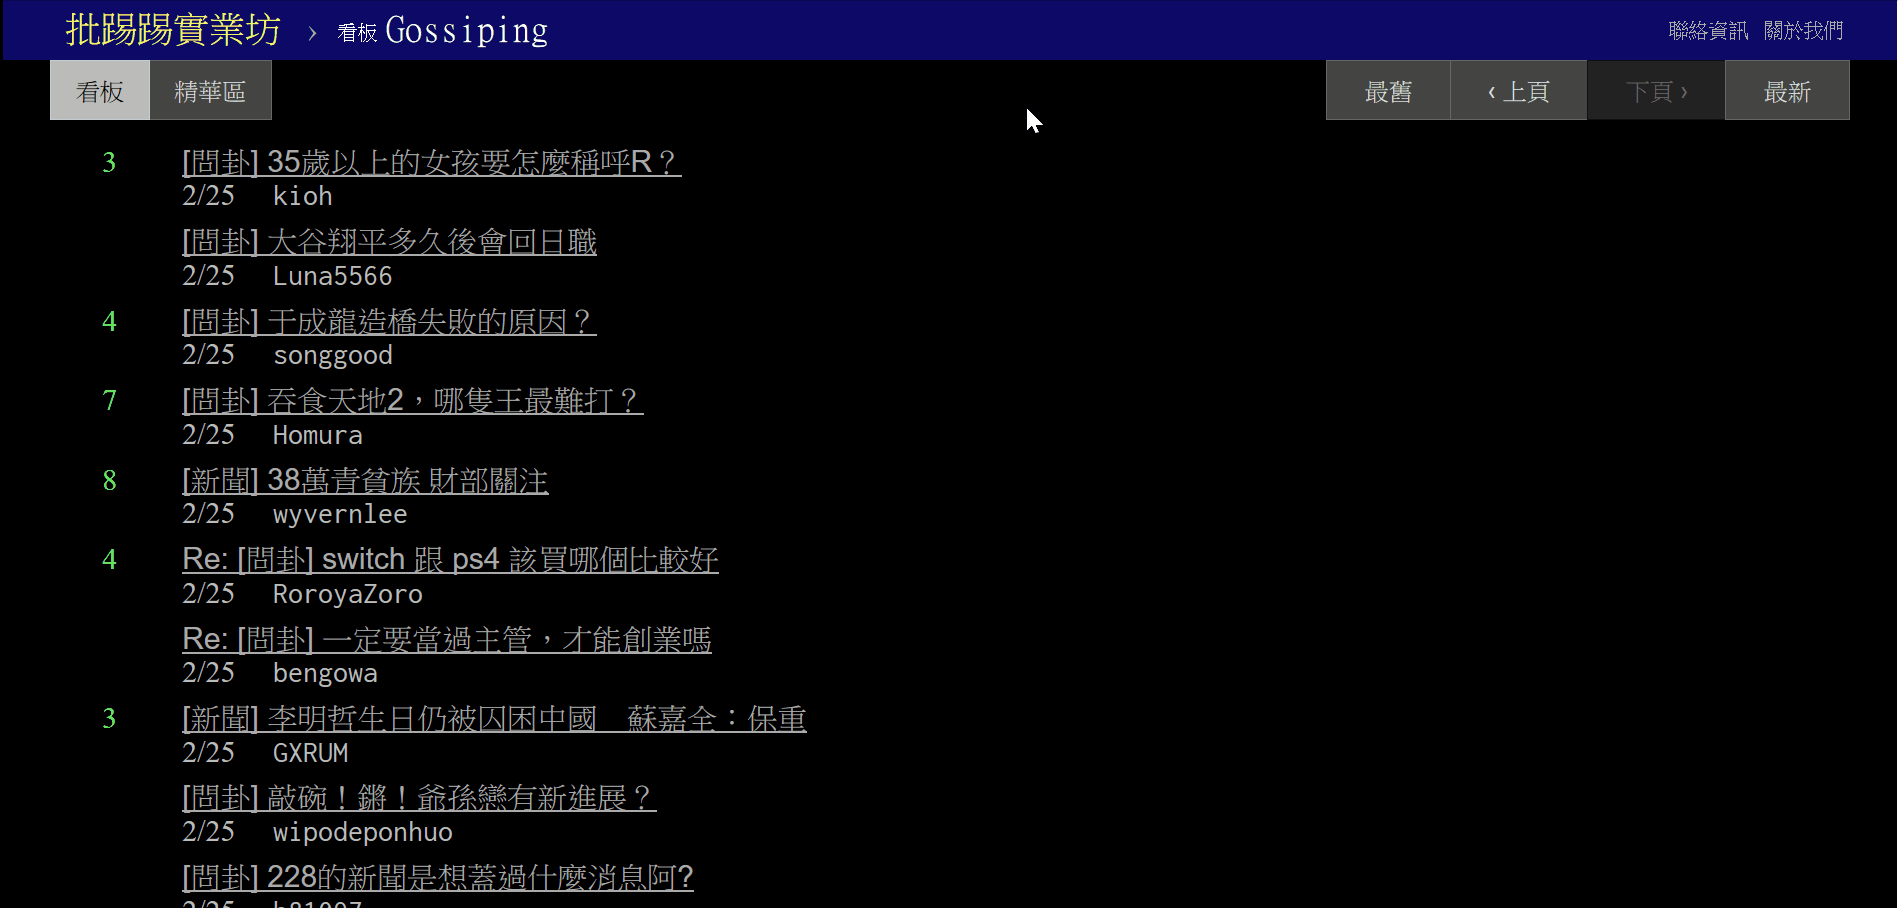 批踢踢實業坊 › 看板 Gossiping 聯絡資訊 關於我們
看板 精華區 最舊 ‹ 上頁 下頁 › 最新
3 [問卦] 35歲以上的女孩要怎麼稱呼R？
2/25 kioh
[問卦] 大谷翔平多久後會回日職
2/25 Luna5566
4 [問卦] 于成龍造橋失敗的原因？
2/25 songgood
7 [問卦] 吞食天地2，哪隻王最難打？
2/25 Homura
8 [新聞] 38萬青貧族 財部關注
2/25 wyvernlee
4 Re: [問卦] switch 跟 ps4 該買哪個比較好
2/25 RoroyaZoro
Re: [問卦] 一定要當過主管，才能創業嗎
2/25 bengowa
3 [新聞] 李明哲生日仍被囚困中國　蘇嘉全：保重
2/25 GXRUM
[問卦] 敲碗！鏘！爺孫戀有新進展？
2/25 wipodeponhuo
[問卦] 228的新聞是想蓋過什麼消息阿?
2/25